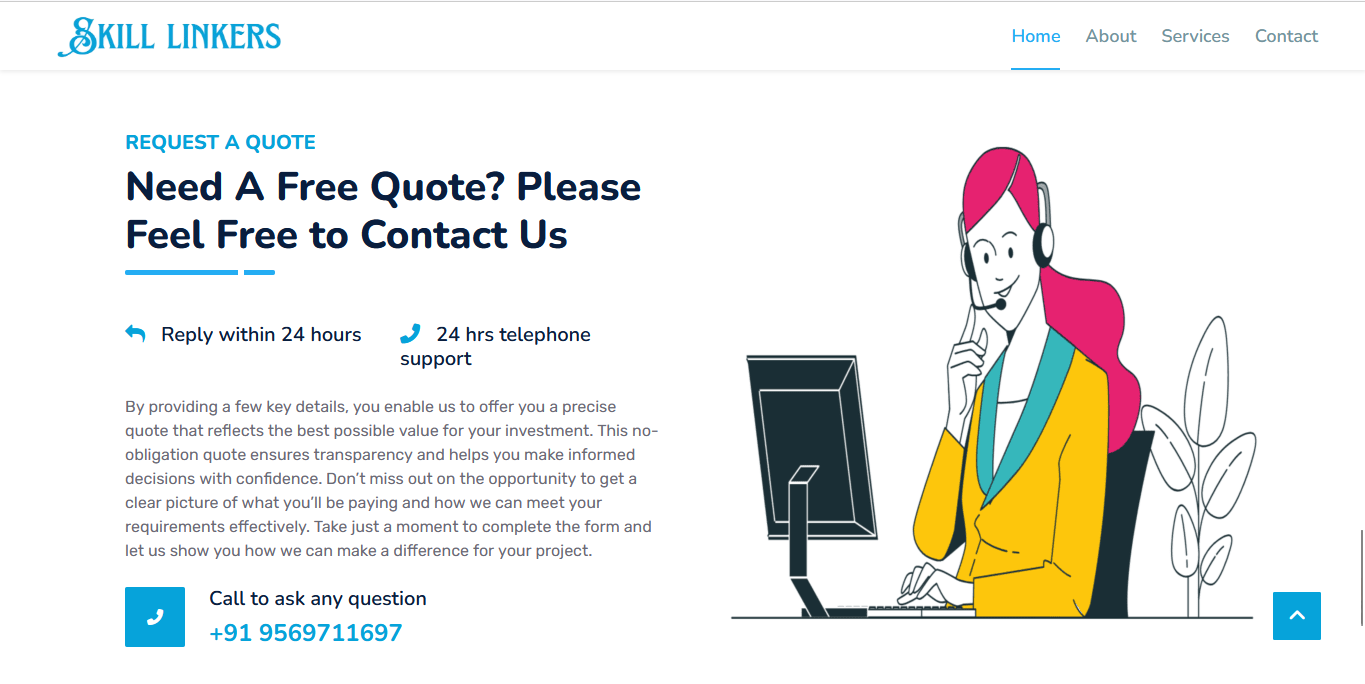 SKILL LINKERS
Home About Services Contact
REQUEST A QUOTE
Need A Free Quote? Please
Feel Free to Contact Us
Reply within 24 hours
24 hrs telephone
support
By providing a few key details, you enable us to offer you a precise
quote that reflects the best possible value for your investment. This no-
obligation quote ensures transparency and helps you make informed
decisions with confidence. Don’t miss out on the opportunity to get a
clear picture of what you’ll be paying and how we can meet your
requirements effectively. Take just a moment to complete the form and
let us show you how we can make a difference for your project.
Call to ask any question
+91 9569711697